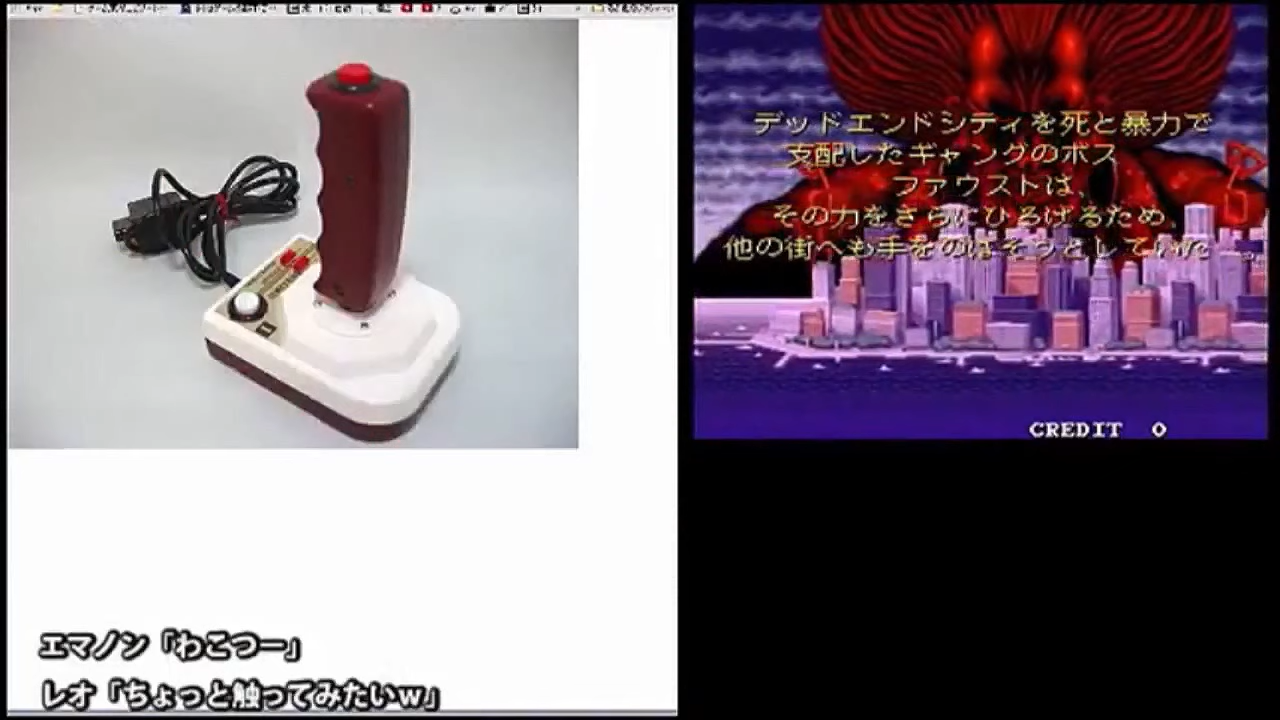 デッドエンドシティを死と暴力で
支配したギャングのボス
ファウストは、
その力をさらにひろげるため、
他の街へも手をのばそうとしていた
CREDIT 0
エマノン「わこつー」
レオ「ちょっと触ってみたいw」